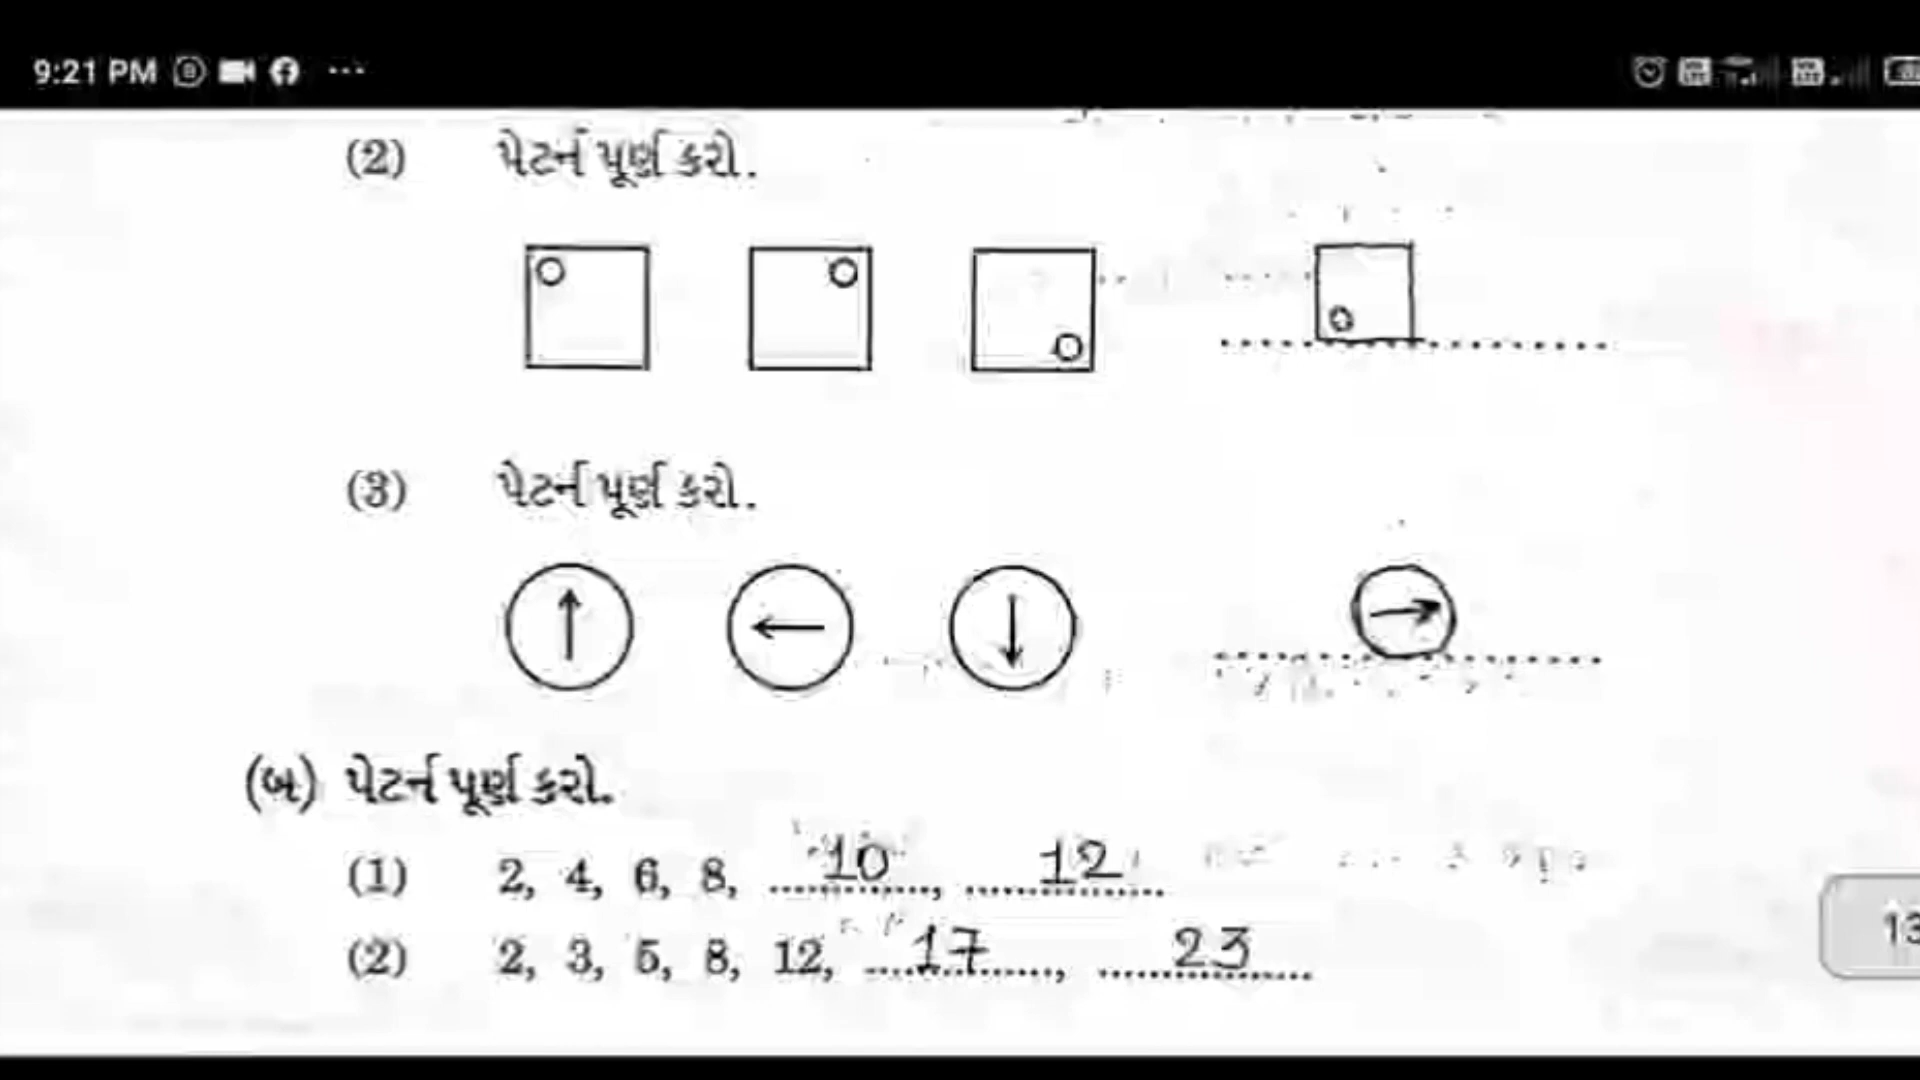 9:21 PM
(2) પેટર્ન પૂર્ણ કરો.
(3) પેટર્ન પૂર્ણ કરો.
(બ) પેટર્ન પૂર્ણ કરો.
(1) 2, 4, 6, 8, 10, 12
(2) 2, 3, 5, 8, 12, 17, 23
13